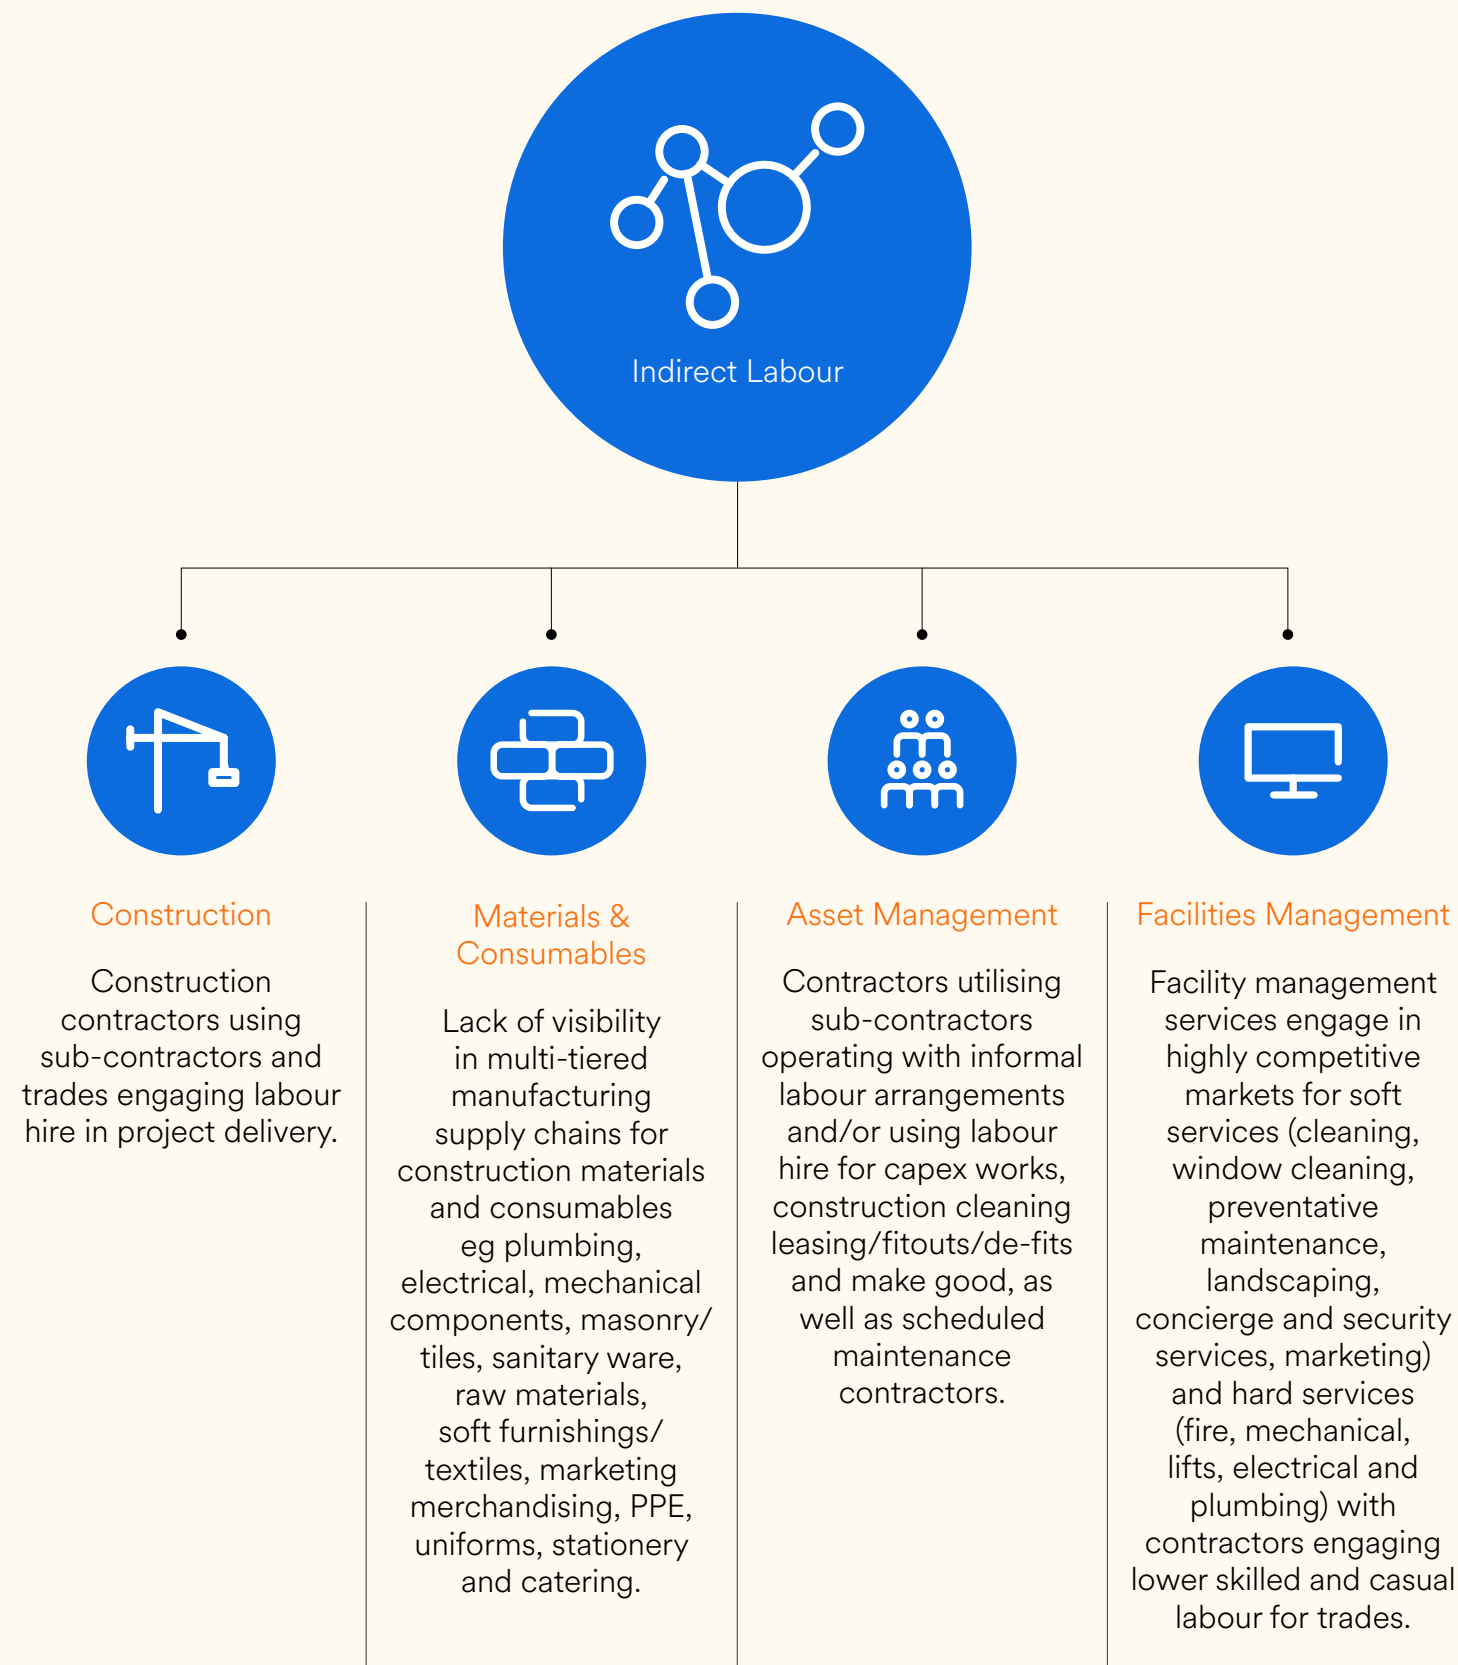 Indirect Labour
Construction
Construction
contractors using
sub-contractors and
trades engaging labour
hire in project delivery.
Materials &
Consumables
Lack of visibility
in multi-tiered
manufacturing
supply chains for
construction materials
and consumables
eg plumbing,
electrical, mechanical
components, masonry/
tiles, sanitary ware,
raw materials,
soft furnishings/
textiles, marketing
merchandising, PPE,
uniforms, stationery
and catering.
Asset Management
Contractors utilising
sub-contractors
operating with informal
labour arrangements
and/or using labour
hire for capex works,
construction cleaning
leasing/fitouts/de-fits
and make good, as
well as scheduled
maintenance
contractors.
Facilities Management
Facility management
services engage in
highly competitive
markets for soft
services (cleaning,
window cleaning,
preventative
maintenance,
landscaping,
concierge and security
services, marketing)
and hard services
(fire, mechanical,
lifts, electrical and
plumbing) with
contractors engaging
lower skilled and casual
labour for trades.